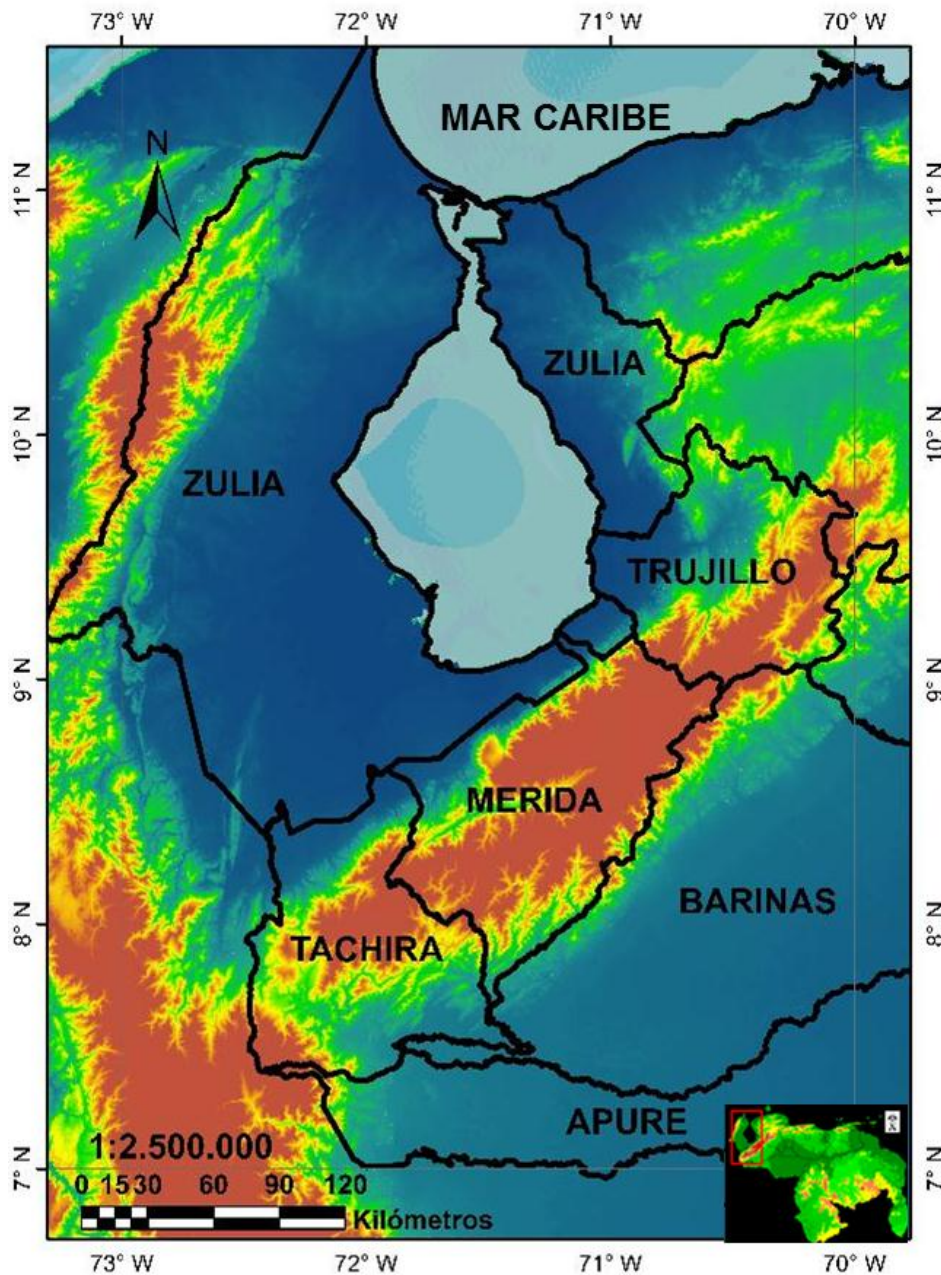 73° W 72° W 71° W 70° W
MAR CARIBE
N
11° N 11° N
ZULIA
10° N 10° N
ZULIA
TRUJILLO
9° N 9° N
MERIDA
BARINAS
8° N 8° N
TACHIRA
APURE
1:2.500.000
7° N 7° N
0 15 30 60 90 120
Kilómetros
73° W 72° W 71° W 70° W